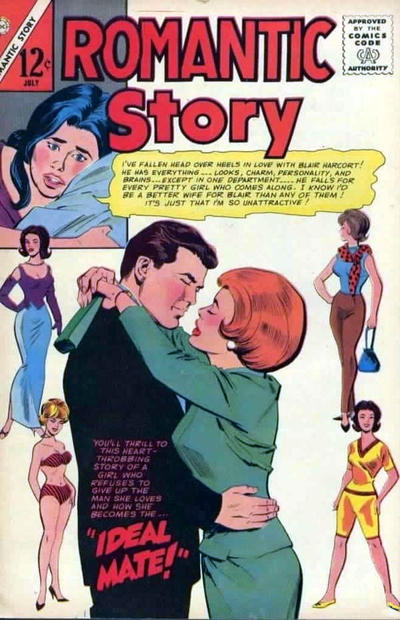 ROMANTIC STORY
12¢
JULY
ROMANTIC
Story
APPROVED
BY THE
COMICS
CODE
CA
AUTHORITY
I'VE FALLEN HEAD OVER HEELS IN LOVE WITH BLAIR HARCORT!
HE HAS EVERYTHING... LOOKS, CHARM, PERSONALITY, AND
BRAINS... EXCEPT IN ONE DEPARTMENT.... HE FALLS FOR
EVERY PRETTY GIRL WHO COMES ALONG. I KNOW I'D
BE A BETTER WIFE FOR BLAIR THAN ANY OF THEM!
IT'S JUST THAT I'M SO UNATTRACTIVE!
YOU'LL THRILL TO
THIS HEART-
THROBBING
STORY OF A
GIRL WHO
REFUSES TO
GIVE UP THE
MAN SHE LOVES
AND HOW SHE
BECOMES THE...
"IDEAL
MATE!"